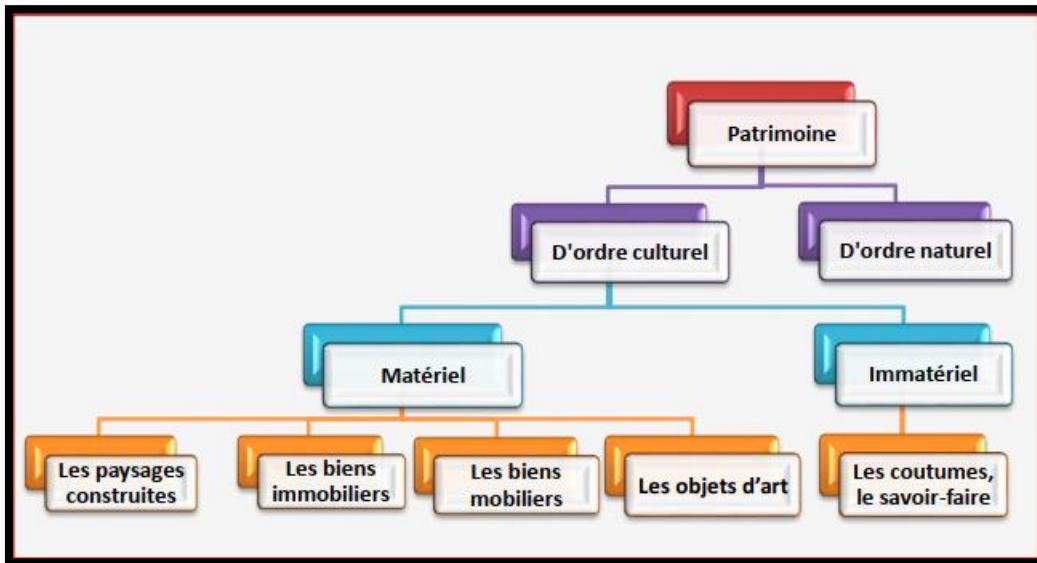 Patrimoine
D'ordre culturel
D'ordre naturel
Matériel
Immatériel
Les paysages
construites
Les biens
immobiliers
Les biens
mobiliers
Les objets d'art
Les coutumes,
le savoir-faire